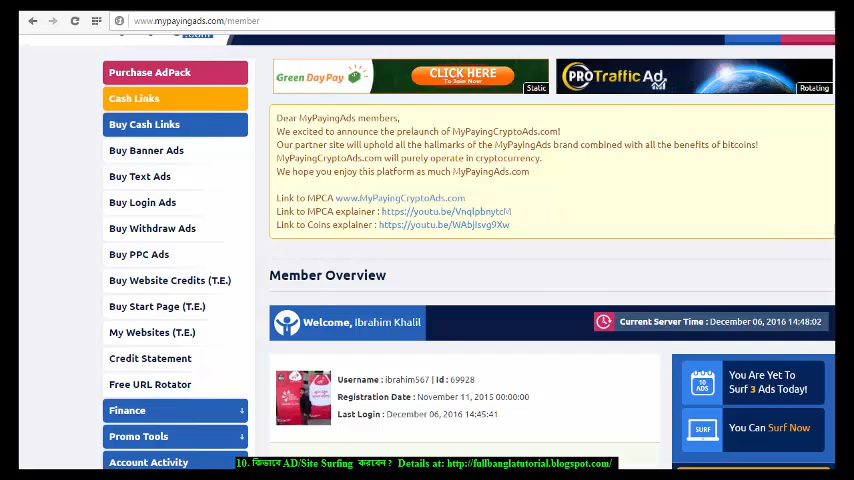 www.mypayingads.com/member
Purchase AdPack
Cash Links
Buy Cash Links
Buy Banner Ads
Buy Text Ads
Buy Login Ads
Buy Withdraw Ads
Buy PPC Ads
Buy Website Credits (T.E.)
Buy Start Page (T.E.)
My Websites (T.E.)
Credit Statement
Free URL Rotator
Finance
Promo Tools
Account Activity
GREEN DAY PAY
CLICK HERE
To Join Now
Static
PROTraffic Ad
Rotating
Dear MyPayingAds members,
We excited to announce the prelaunch of MyPayingCryptoAds.com!
Our partner site will uphold all the hallmarks of the MyPayingAds brand combined with all the benefits of bitcoins!
MyPayingCryptoAds.com will purely operate in cryptocurrency.
We hope you enjoy this platform as much MyPayingAds.com
Link to MPCA www.MyPayingCryptoAds.com
Link to MPCA explainer : https://youtu.be/VnqIpbnytcM
Link to Coins explainer : https://youtu.be/WAbjIsvg9Xw
Member Overview
Welcome, Ibrahim Khalil
Current Server Time : December 06, 2016 14:48:02
Username : ibrahim567 | Id : 69928
Registration Date : November 11, 2015 00:00:00
Last Login : December 06, 2016 14:45:41
10 ADS
You Are Yet To
Surf 3 Ads Today!
SURF
You Can Surf Now
10. কিভাবে AD/Site Surfing করবেন ? Details at: http://fullbanglatutorial.blogspot.com/